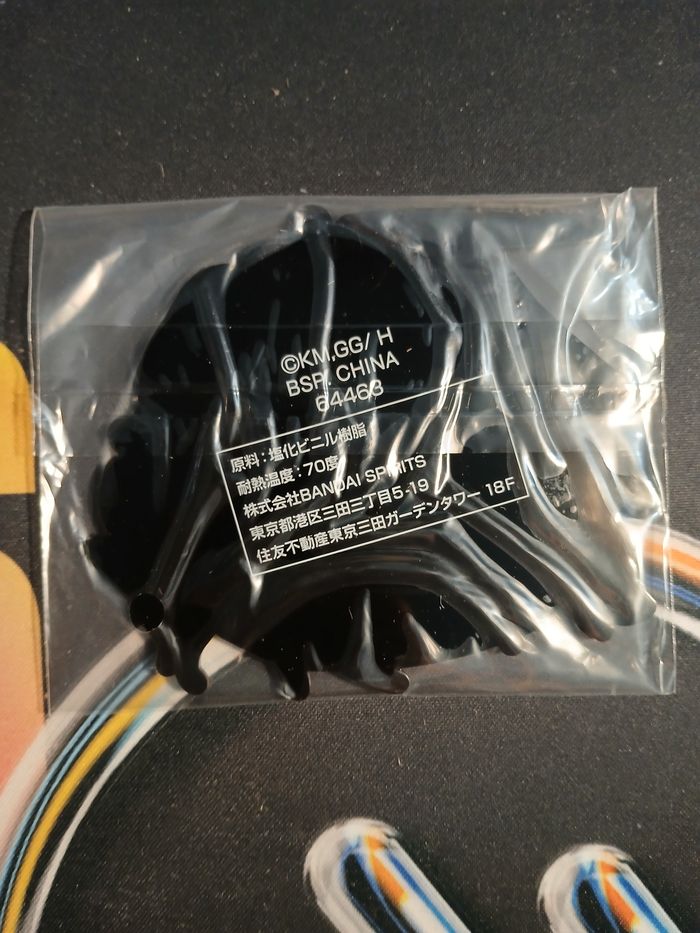 ©KM,GG/ H
BSP. CHINA
64463
原料：塩化ビニル樹脂
耐熱温度：70度
株式会社BANDAI SPIRITS
東京都港区三田三丁目5-19
住友不動産東京三田ガーデンタワー 18F